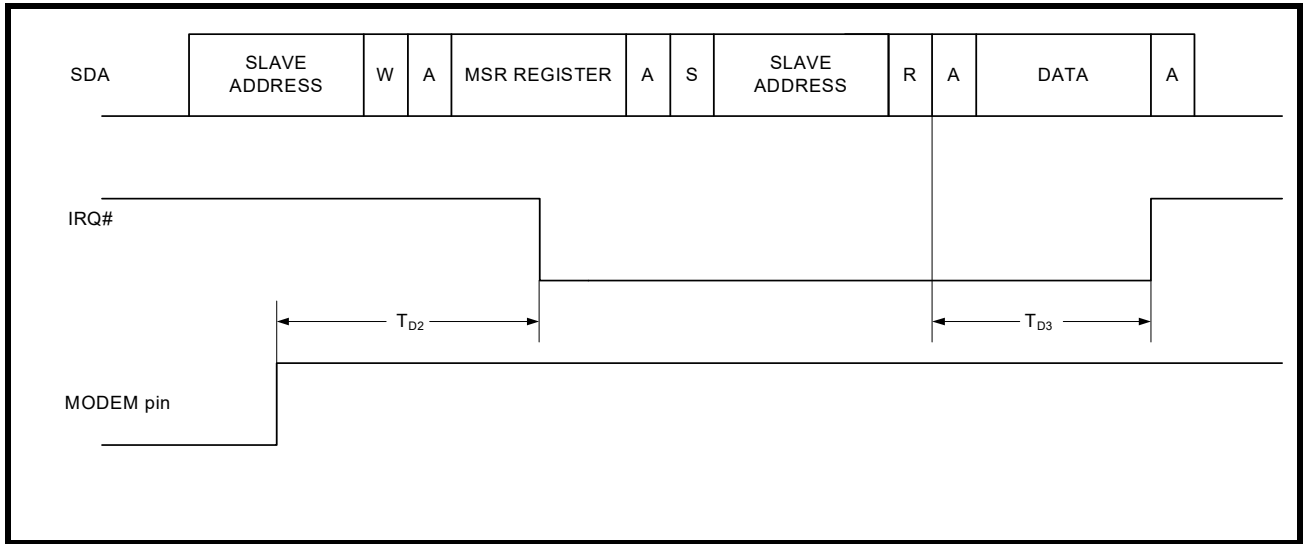 SDA
SLAVE
ADDRESS
W
A
MSR REGISTER
A
S
SLAVE
ADDRESS
R
A
DATA
A
IRQ#
TD2
TD3
MODEM pin